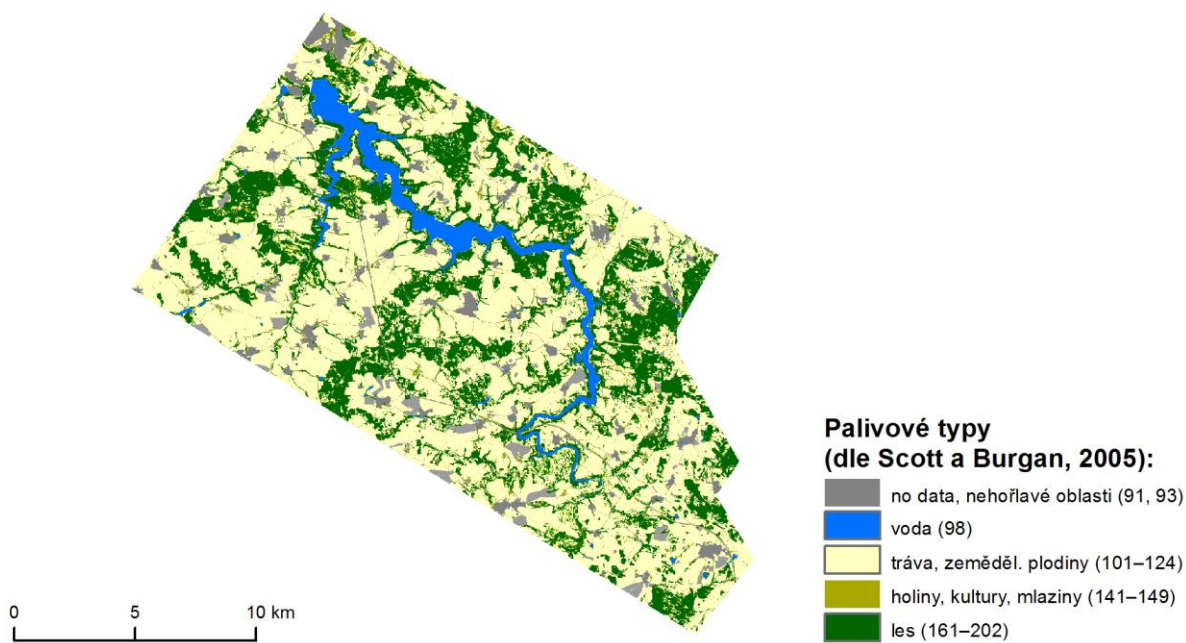 Palivové typy
(dle Scott a Burgan, 2005):
no data, nehořlavé oblasti (91, 93)
voda (98)
tráva, zeměděl. plodiny (101–124)
holiny, kultury, mlaziny (141–149)
les (161–202)
0 5 10 km